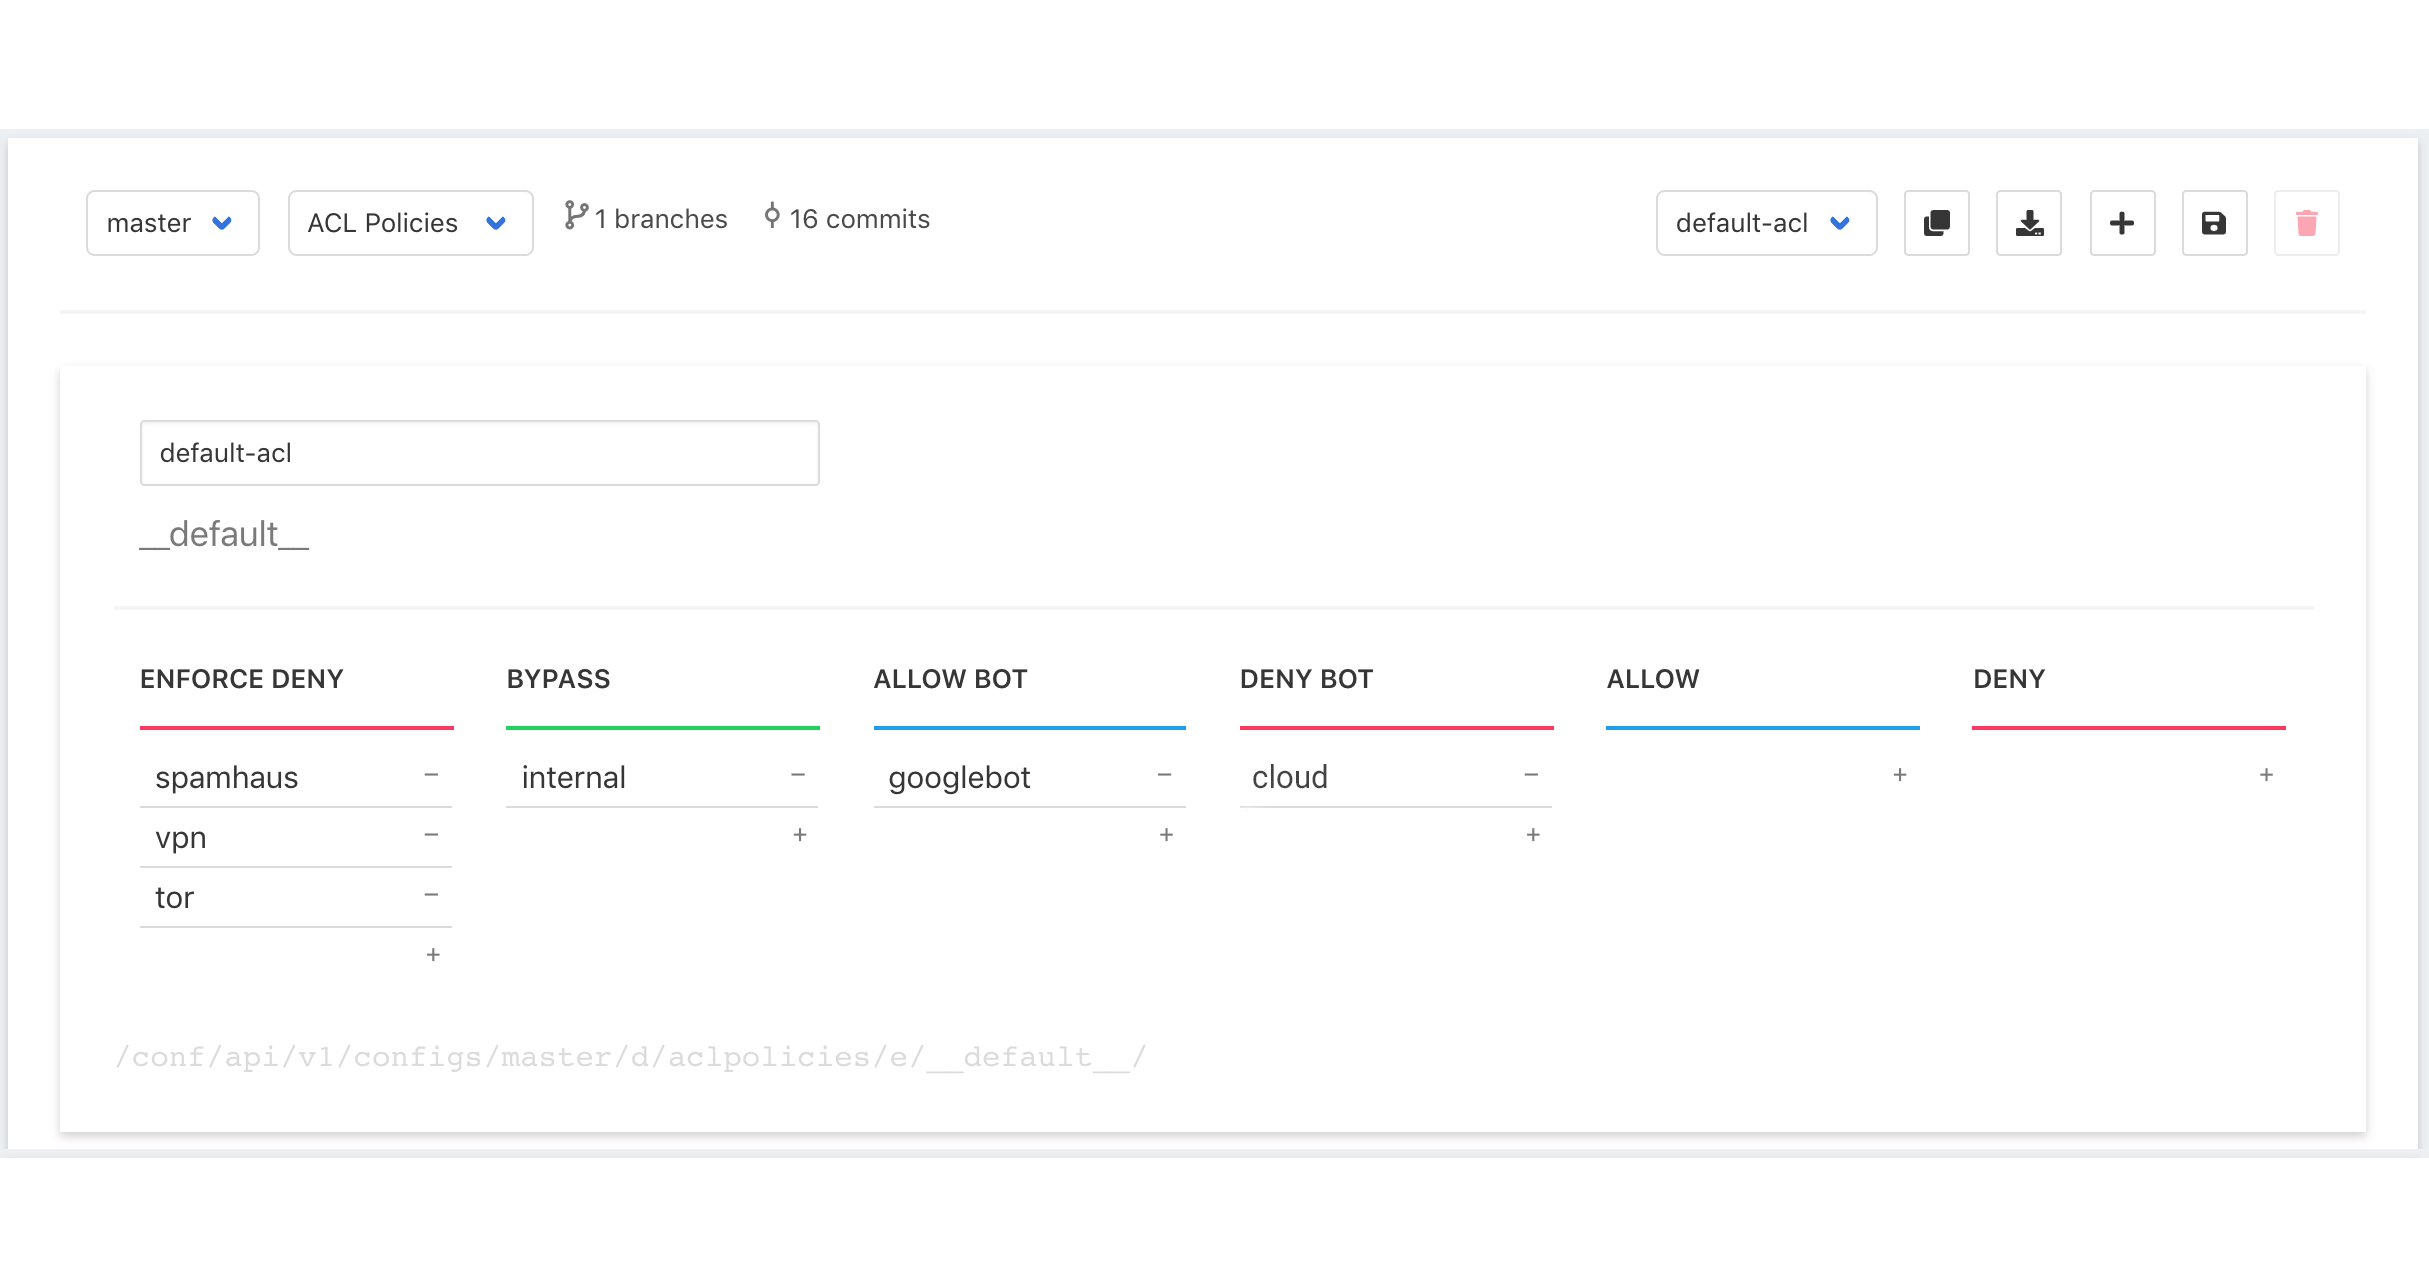 master ACL Policies 1 branches 16 commits default-acl
default-acl
__default__
ENFORCE DENY BYPASS ALLOW BOT DENY BOT ALLOW DENY
spamhaus − internal − googlebot − cloud − + +
vpn − + + +
tor −
+
/conf/api/v1/configs/master/d/aclpolicies/e/__default__/